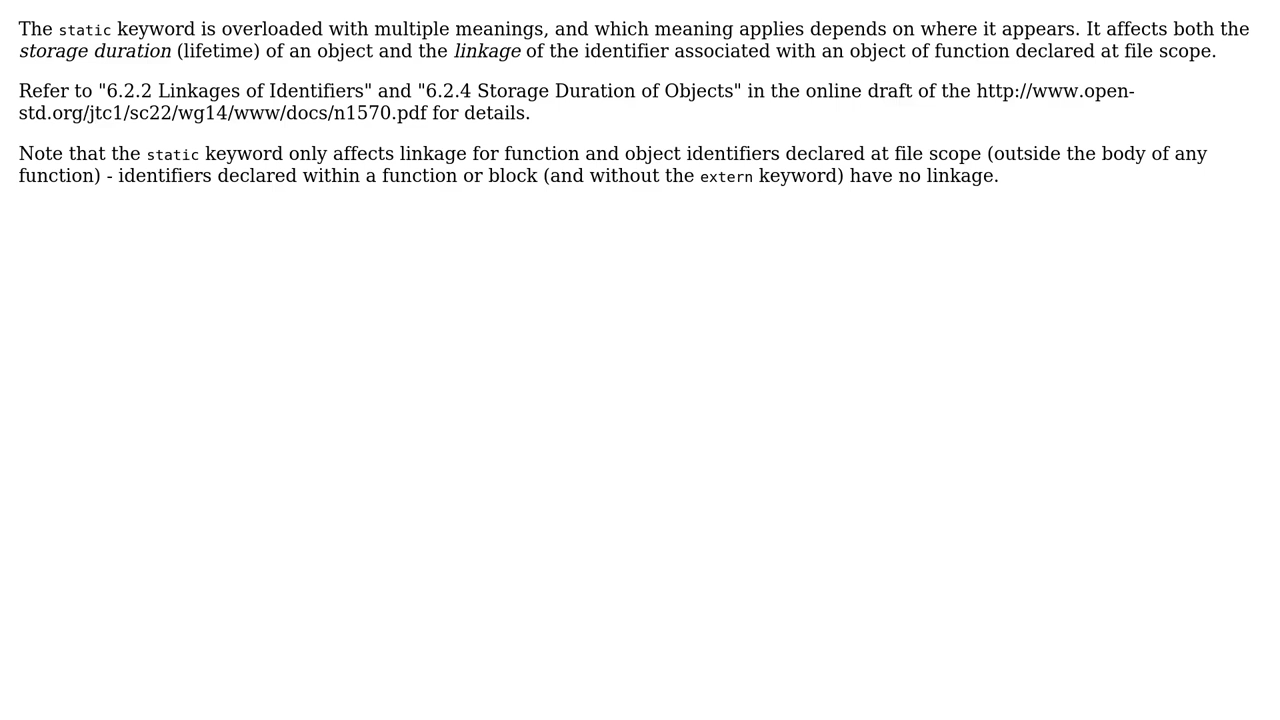 The static keyword is overloaded with multiple meanings, and which meaning applies depends on where it appears. It affects both the
storage duration (lifetime) of an object and the linkage of the identifier associated with an object of function declared at file scope.
Refer to "6.2.2 Linkages of Identifiers" and "6.2.4 Storage Duration of Objects" in the online draft of the http://www.open-
std.org/jtc1/sc22/wg14/www/docs/n1570.pdf for details.
Note that the static keyword only affects linkage for function and object identifiers declared at file scope (outside the body of any
function) - identifiers declared within a function or block (and without the extern keyword) have no linkage.